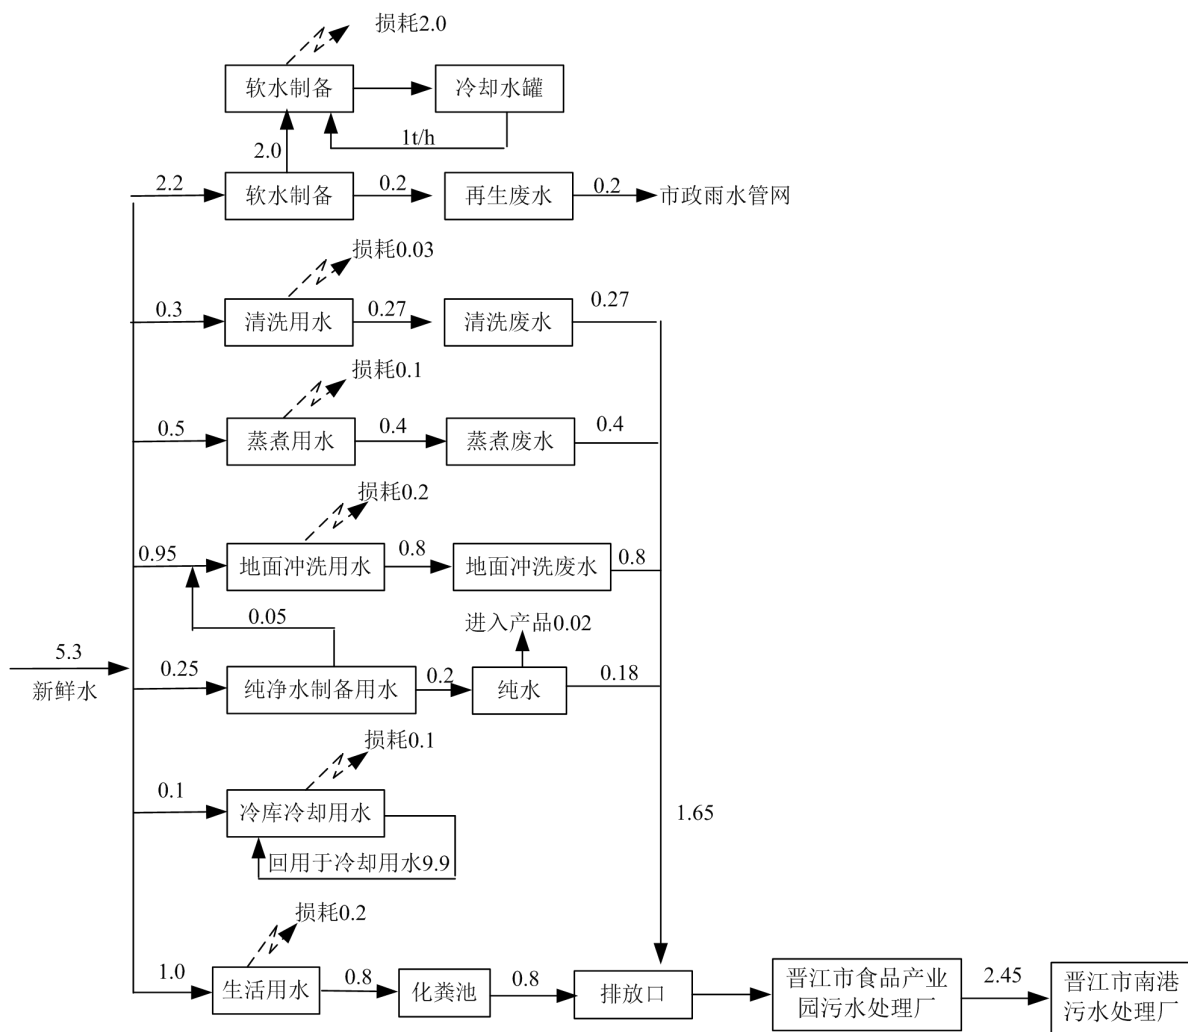 损耗2.0
软水制备
冷却水罐
1t/h
2.0
2.2
软水制备
0.2
再生废水
0.2
市政雨水管网
损耗0.03
0.3
清洗用水
0.27
清洗废水
0.27
损耗0.1
0.5
蒸煮用水
0.4
蒸煮废水
0.4
损耗0.2
0.95
地面冲洗用水
0.8
地面冲洗废水
0.8
0.05
进入产品0.02
5.3
新鲜水
0.25
纯净水制备用水
0.2
纯水
0.18
损耗0.1
0.1
冷库冷却用水
回用于冷却用水9.9
1.65
损耗0.2
1.0
生活用水
0.8
化粪池
0.8
排放口
晋江市食品产业
园污水处理厂
2.45
晋江市南港
污水处理厂